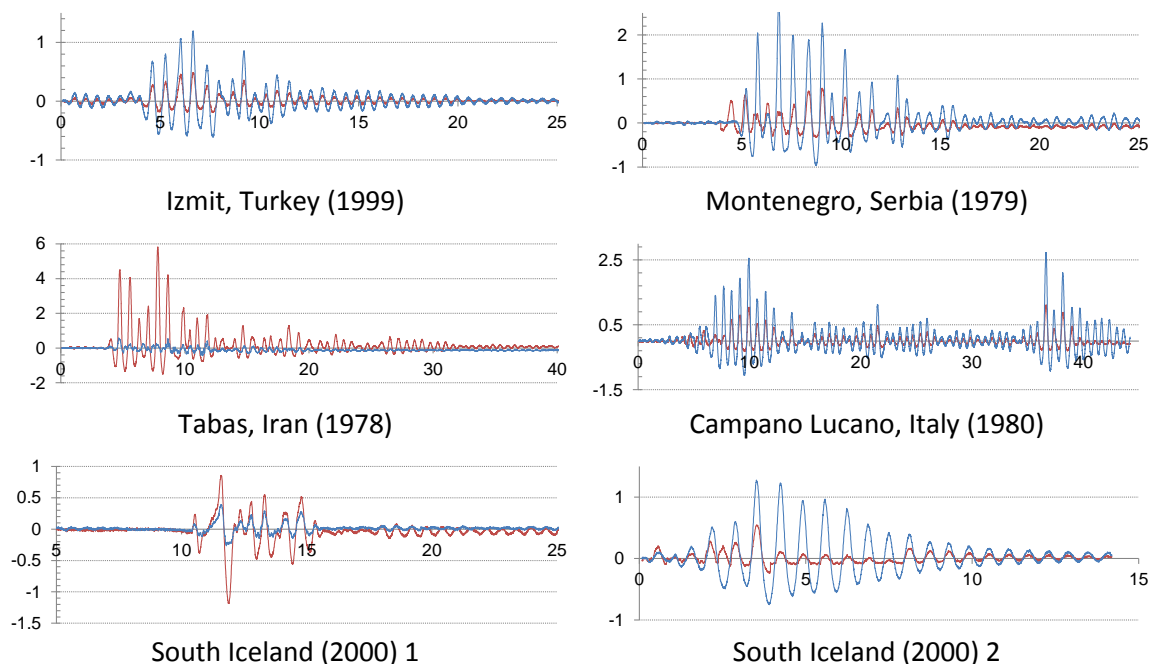 1
0
-1
0 5 10 15 20 25
Izmit, Turkey (1999)
2
1
0
-1
0 5 10 15 20 25
Montenegro, Serbia (1979)
6
4
2
0
-2
0 10 20 30 40
Tabas, Iran (1978)
2.5
0.5
-1.5
0 10 20 30 40
Campano Lucano, Italy (1980)
1
0.5
0
-0.5
-1
-1.5
5 10 15 20 25
South Iceland (2000) 1
1
0
-1
0 5 10 15
South Iceland (2000) 2